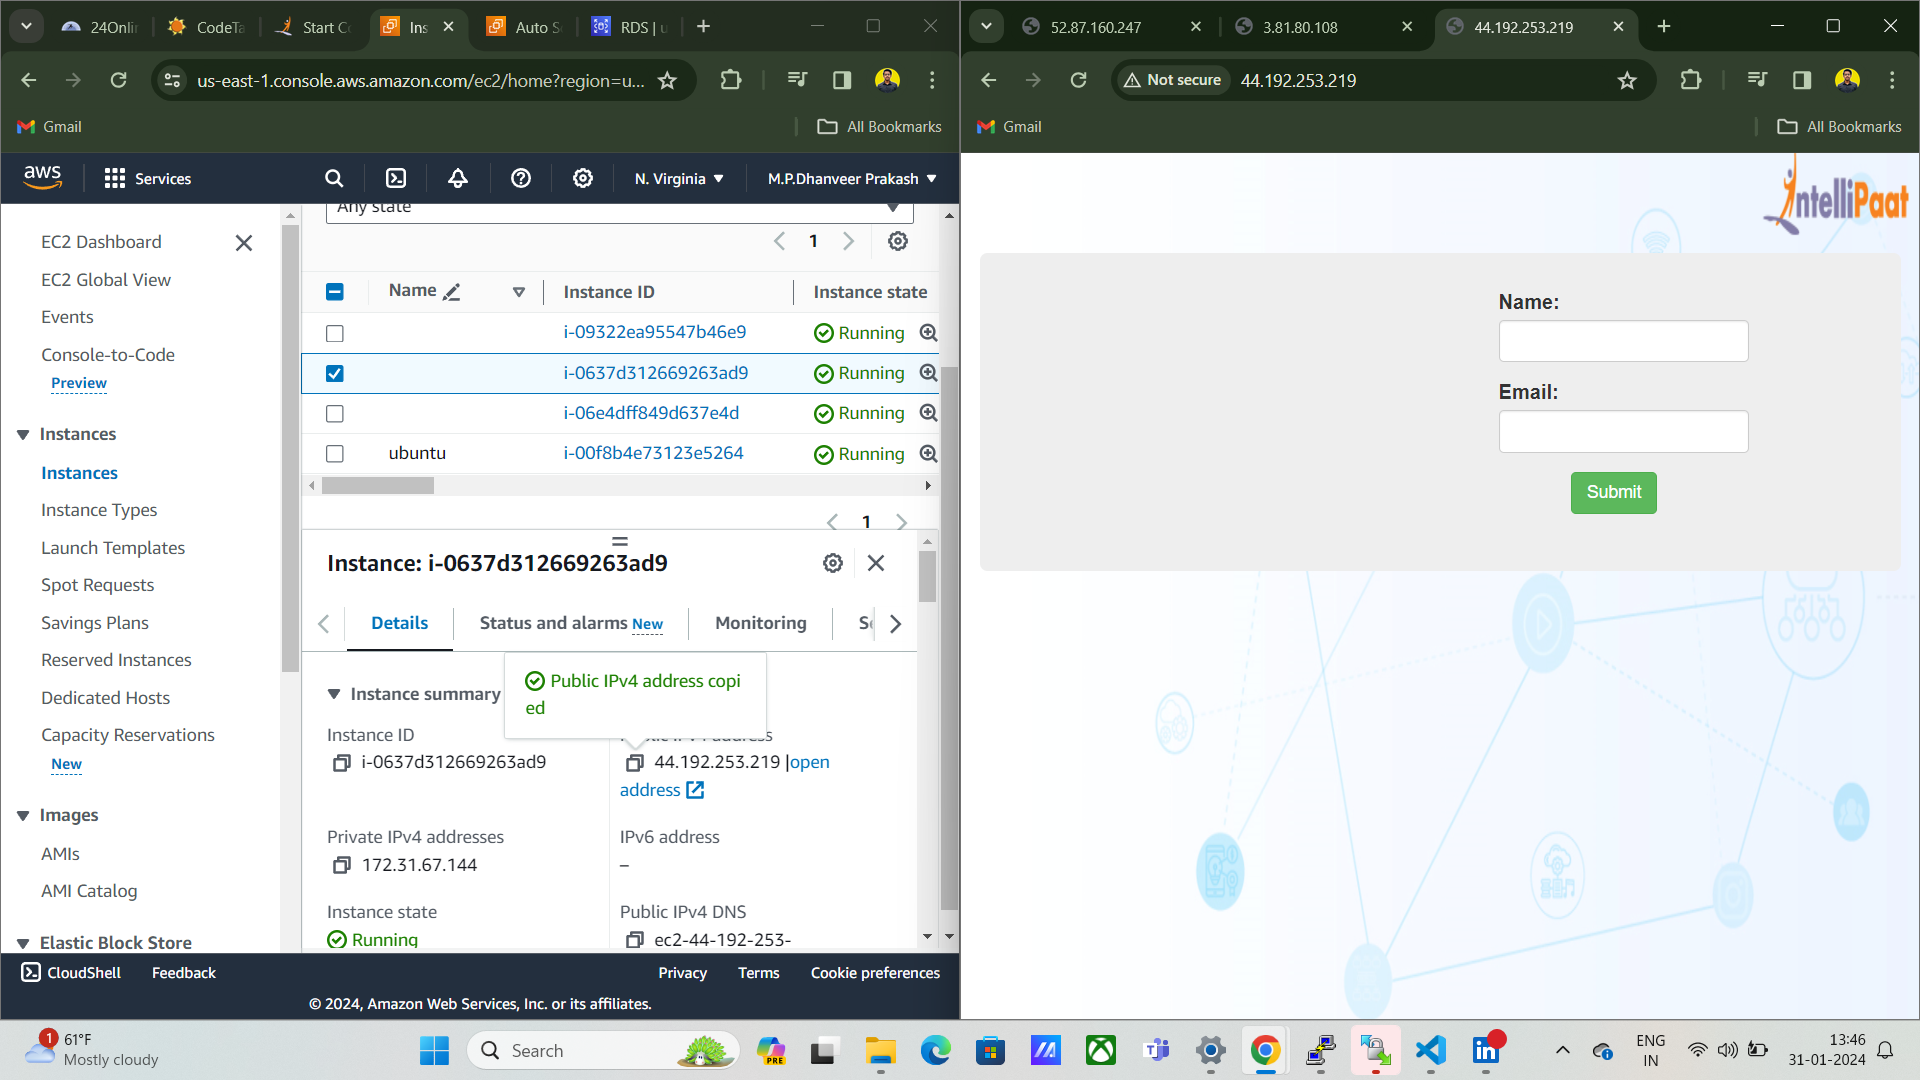 24Onlin
CodeTa
Start Co
Ins
Auto Sc
RDS | u
us-east-1.console.aws.amazon.com/ec2/home?region=u...
Gmail
All Bookmarks
aws
Services
N. Virginia
M.P.Dhanveer Prakash
EC2 Dashboard
EC2 Global View
Events
Console-to-Code
Preview
Instances
Instances
Instance Types
Launch Templates
Spot Requests
Savings Plans
Reserved Instances
Dedicated Hosts
Capacity Reservations
New
Images
AMIs
AMI Catalog
Elastic Block Store
Any state
1
Name
Instance ID
Instance state
i-09322ea95547b46e9
Running
i-0637d312669263ad9
Running
i-06e4dff849d637e4d
Running
ubuntu
i-00f8b4e73123e5264
Running
1
Instance: i-0637d312669263ad9
Details
Status and alarms New
Monitoring
Instance summary
Public IPv4 address copi
ed
Instance ID
i-0637d312669263ad9
44.192.253.219 |open
address
Private IPv4 addresses
172.31.67.144
IPv6 address
–
Instance state
Running
Public IPv4 DNS
ec2-44-192-253-
CloudShell
Feedback
Privacy
Terms
Cookie preferences
© 2024, Amazon Web Services, Inc. or its affiliates.
52.87.160.247
3.81.80.108
44.192.253.219
Not secure
44.192.253.219
Gmail
All Bookmarks
IntelliPaat
Name:
Email:
Submit
1
61°F
Mostly cloudy
Search
PRE
ENG
IN
13:46
31-01-2024